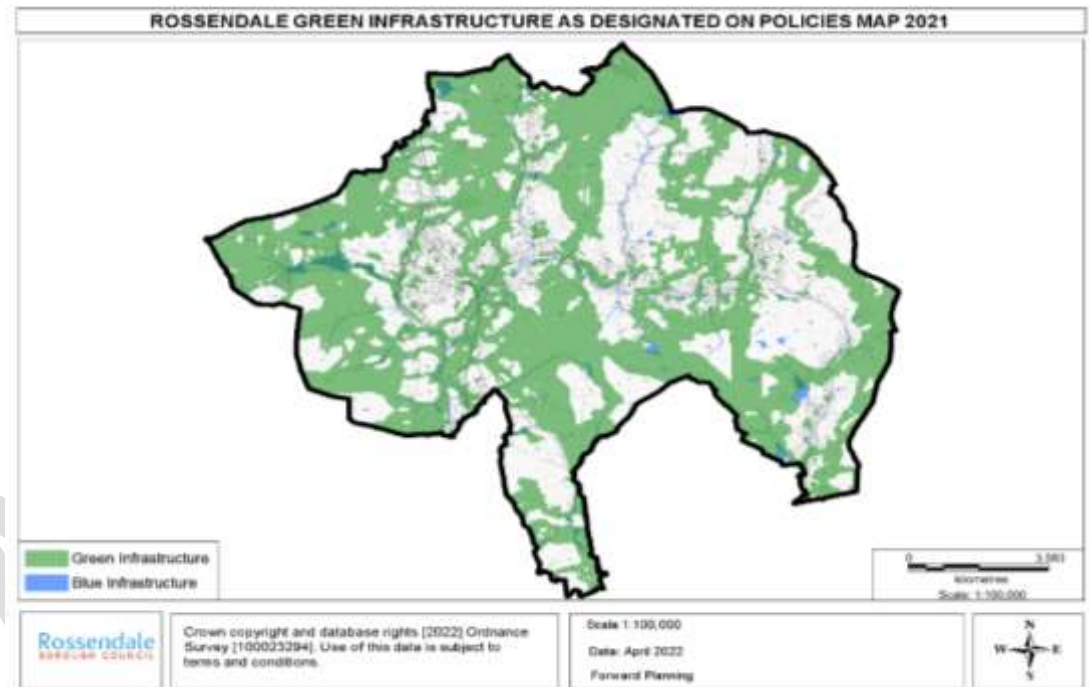 ROSSENDALE GREEN INFRASTRUCTURE AS DESIGNATED ON POLICIES MAP 2021
Green Infrastructure
Blue Infrastructure
0
kilometres
Scale: 1:100,000
Rossendale
BOROUGH COUNCIL
Crown copyright and database rights [2022] Ordnance
Survey [100023294]. Use of this data is subject to
terms and conditions.
Scale 1:100,000
Date: April 2022
Forward Planning
N
W E
S